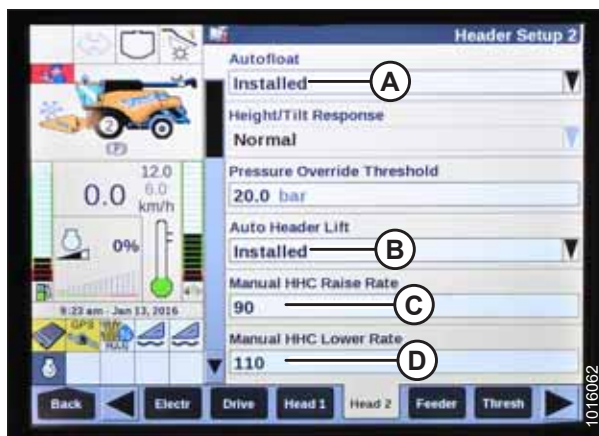 Header Setup 2
Autofloat
Installed
A
Height/Tilt Response
Normal
Pressure Override Threshold
20.0 bar
Auto Header Lift
Installed
B
Manual HHC Raise Rate
90
C
Manual HHC Lower Rate
110
D
2
(P)
12.0
0.0 6.0
km/h
0%
9:23 am - Jan 13, 2016
GPS
Back Electr Drive Head 1 Head 2 Feeder Thresh
1016062